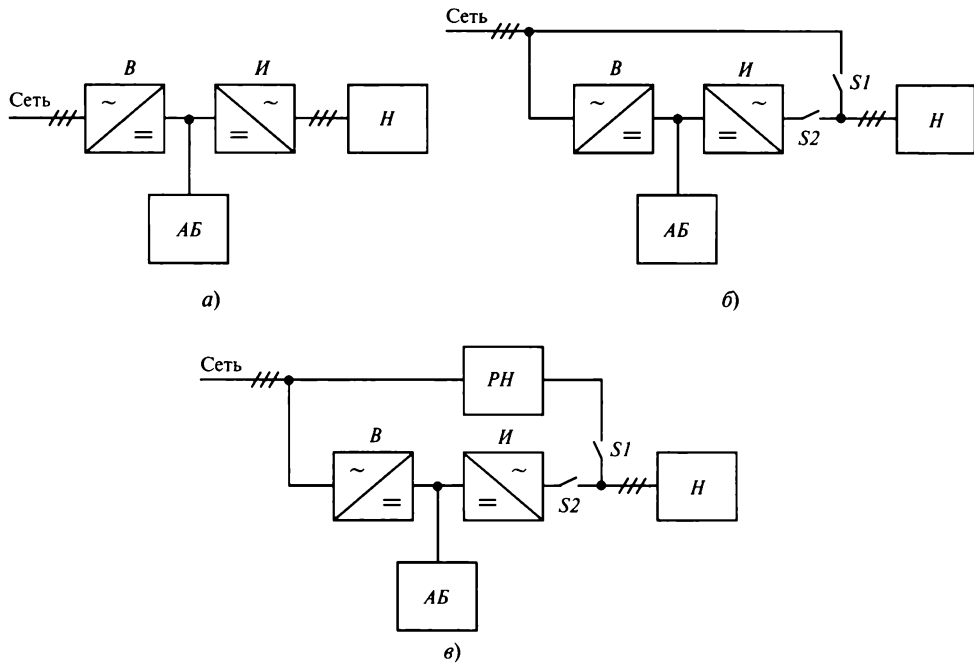 Сеть
В
И
~
=
~
=
Н
АБ
а)
Сеть
В
И
S1
~
=
~
=
S2
Н
АБ
б)
Сеть
РН
В
И
S1
~
=
~
=
S2
Н
АБ
в)